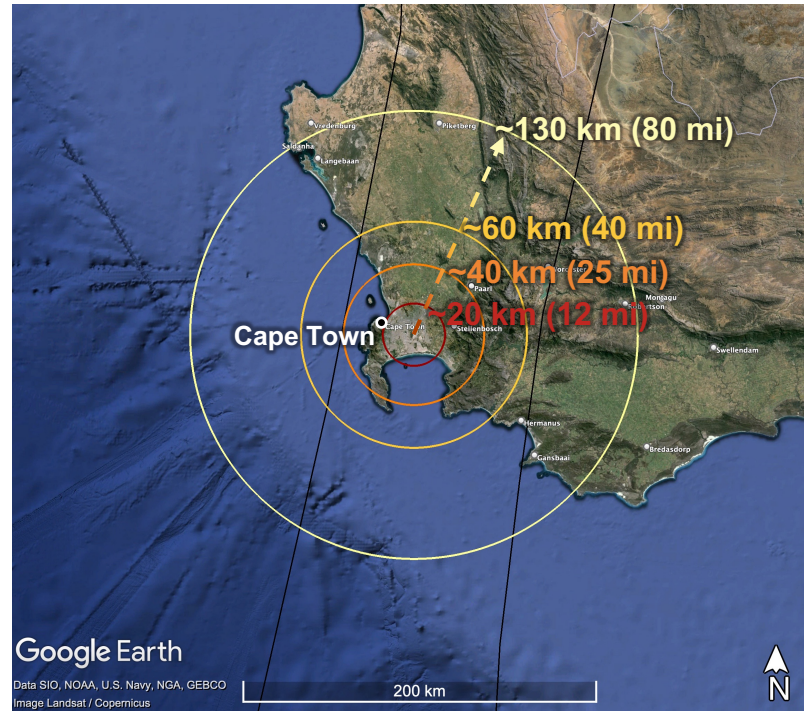 Vredenburg
Piketberg
~130 km (80 mi)
Saldanha
Langebaan
~60 km (40 mi)
~40 km (25 mi)
Paarl
Montagu
~20 km (12 mi)
Cape Town
Cape Town
Stellenbosch
Swellendam
Hermanus
Bredasdorp
Gansbaai
Google Earth
Data SIO, NOAA, U.S. Navy, NGA, GEBCO
Image Landsat / Copernicus
200 km
N